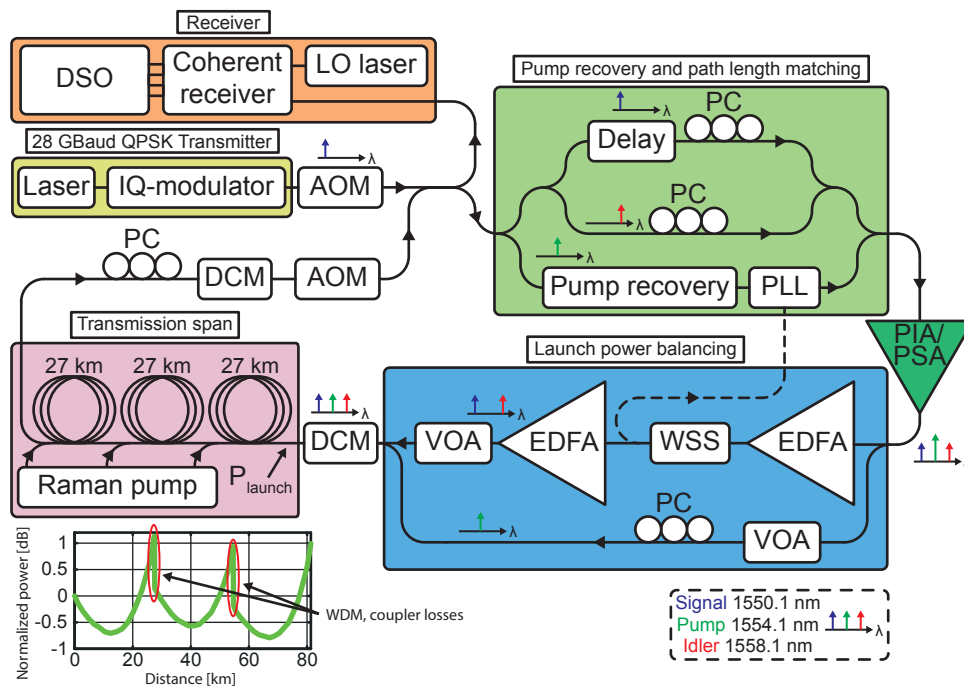 Receiver
DSO
Coherent
receiver
LO laser
28 GBaud QPSK Transmitter
Laser
IQ-modulator
AOM
λ
PC
DCM
AOM
Pump recovery and path length matching
λ
Delay
PC
λ
PC
λ
Pump recovery
PLL
PIA/
PSA
Transmission span
27 km
27 km
27 km
Raman pump
P launch
λ
DCM
Launch power balancing
λ
VOA
EDFA
WSS
EDFA
λ
PC
VOA
Normalized power [dB]
1
0.5
0
-0.5
-1
0
20
40
60
80
Distance [km]
WDM, coupler losses
Signal 1550.1 nm
Pump 1554.1 nm
λ
Idler 1558.1 nm